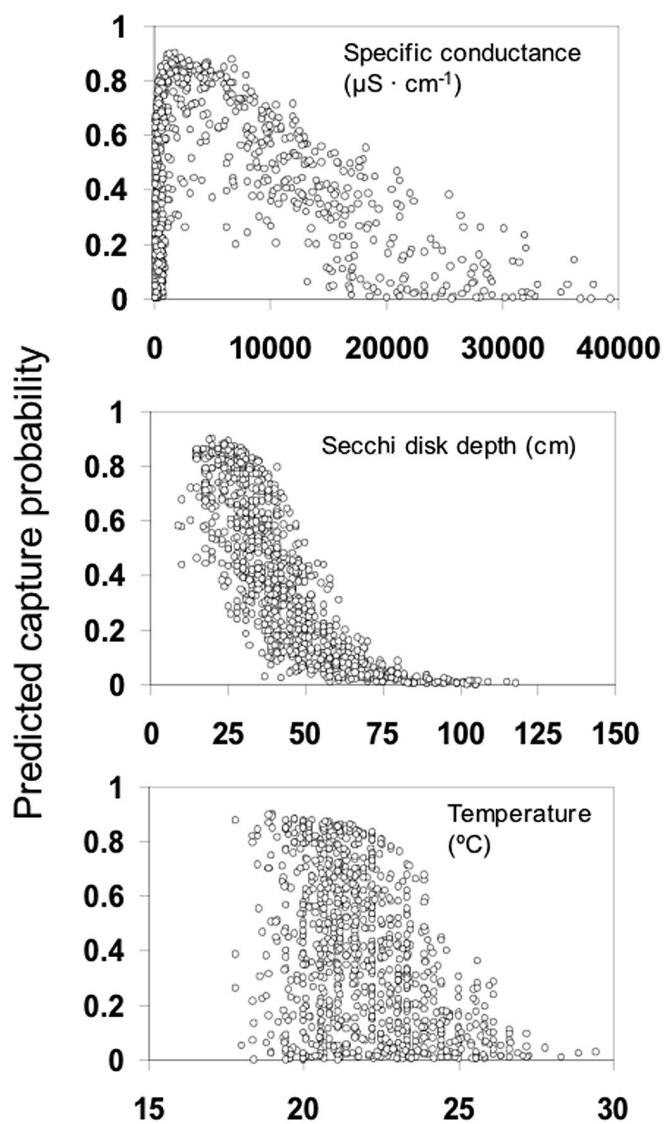 Predicted capture probability
1
0.8
0.6
0.4
0.2
0
Specific conductance
(µS · cm-1)
0 10000 20000 30000 40000
1
0.8
0.6
0.4
0.2
0
Secchi disk depth (cm)
0 25 50 75 100 125 150
1
0.8
0.6
0.4
0.2
0
Temperature
(ºC)
15 20 25 30